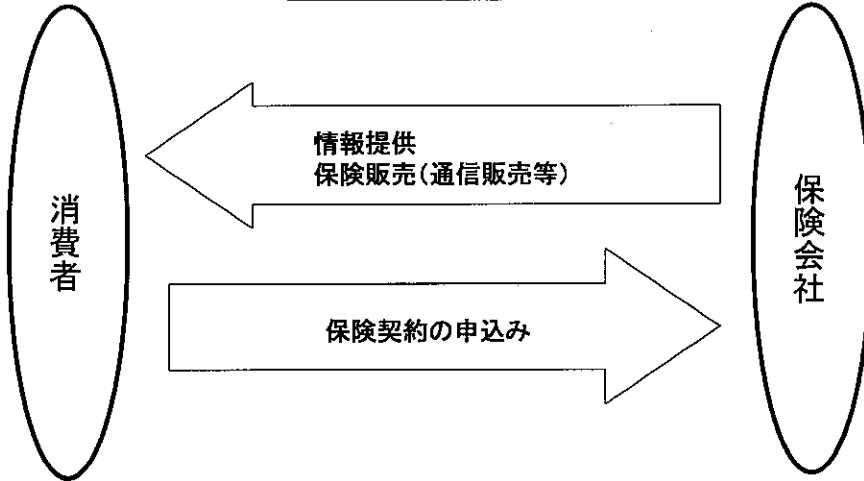 消費者
情報提供
保険販売(通信販売等)
保険契約の申込み
保険会社